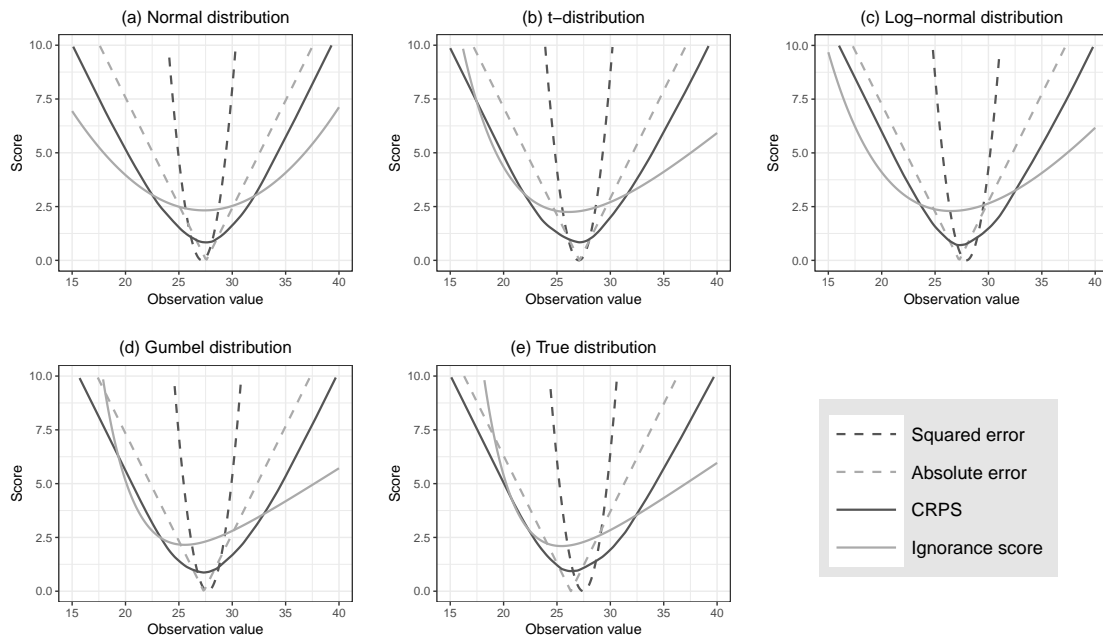 (a) Normal distribution
Score
10.0
7.5
5.0
2.5
0.0
15 20 25 30 35 40
Observation value
(b) t−distribution
Score
10.0
7.5
5.0
2.5
0.0
15 20 25 30 35 40
Observation value
(c) Log−normal distribution
Score
10.0
7.5
5.0
2.5
0.0
15 20 25 30 35 40
Observation value
(d) Gumbel distribution
Score
10.0
7.5
5.0
2.5
0.0
15 20 25 30 35 40
Observation value
(e) True distribution
Score
10.0
7.5
5.0
2.5
0.0
15 20 25 30 35 40
Observation value
Squared error
Absolute error
CRPS
Ignorance score